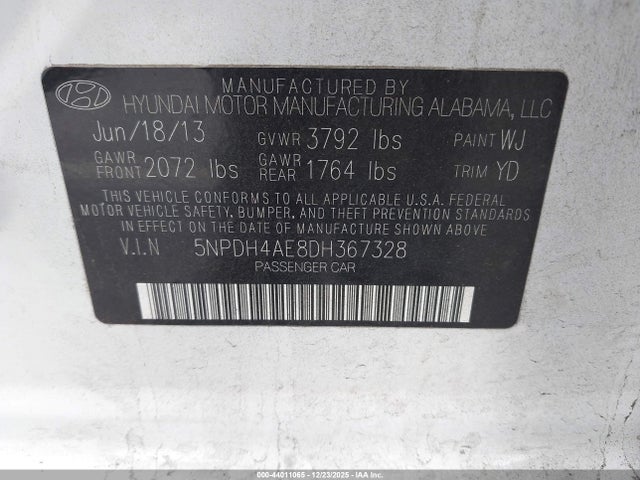 MANUFACTURED BY
HYUNDAI MOTOR MANUFACTURING ALABAMA, LLC
Jun/18/13 GVWR 3792 lbs PAINT WJ
GAWR FRONT 2072 lbs GAWR REAR 1764 lbs TRIM YD
THIS VEHICLE CONFORMS TO ALL APPLICABLE U.S.A. FEDERAL
MOTOR VEHICLE SAFETY, BUMPER, AND THEFT PREVENTION STANDARDS
IN EFFECT ON THE DATE OF MANUFACTURE SHOWN ABOVE.
V.I.N 5NPDH4AE8DH367328
PASSENGER CAR
000-44011065 - 12/23/2025 - IAAI.COM